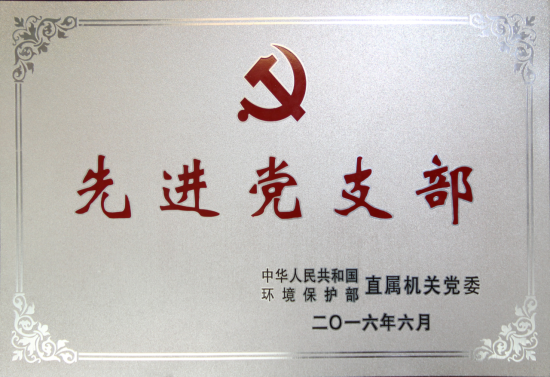 先进党支部
中华人民共和国
环境保护部 直属机关党委
二〇一六年六月